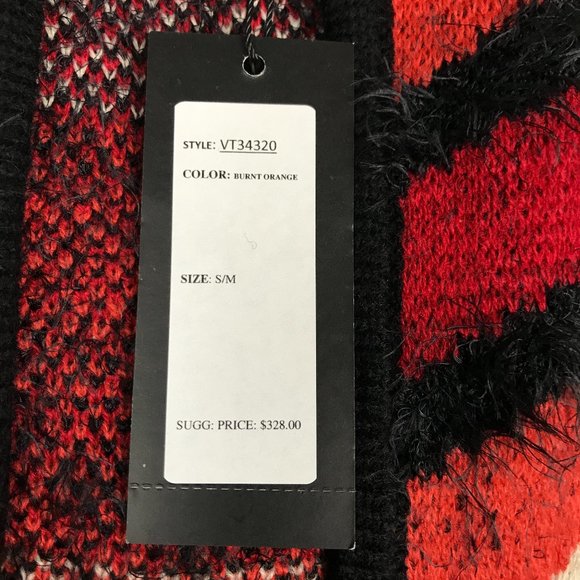 STYLE: VT34320
COLOR: BURNT ORANGE
SIZE: S/M
SUGG: PRICE: $328.00